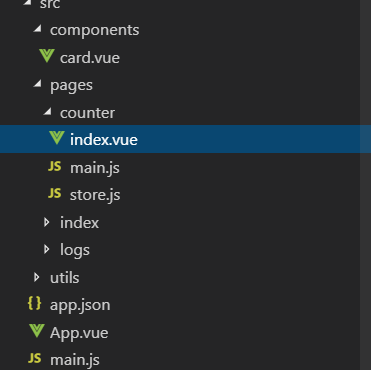 src
components
card.vue
pages
counter
index.vue
JS main.js
JS store.js
index
logs
utils
{} app.json
App.vue
JS main.js